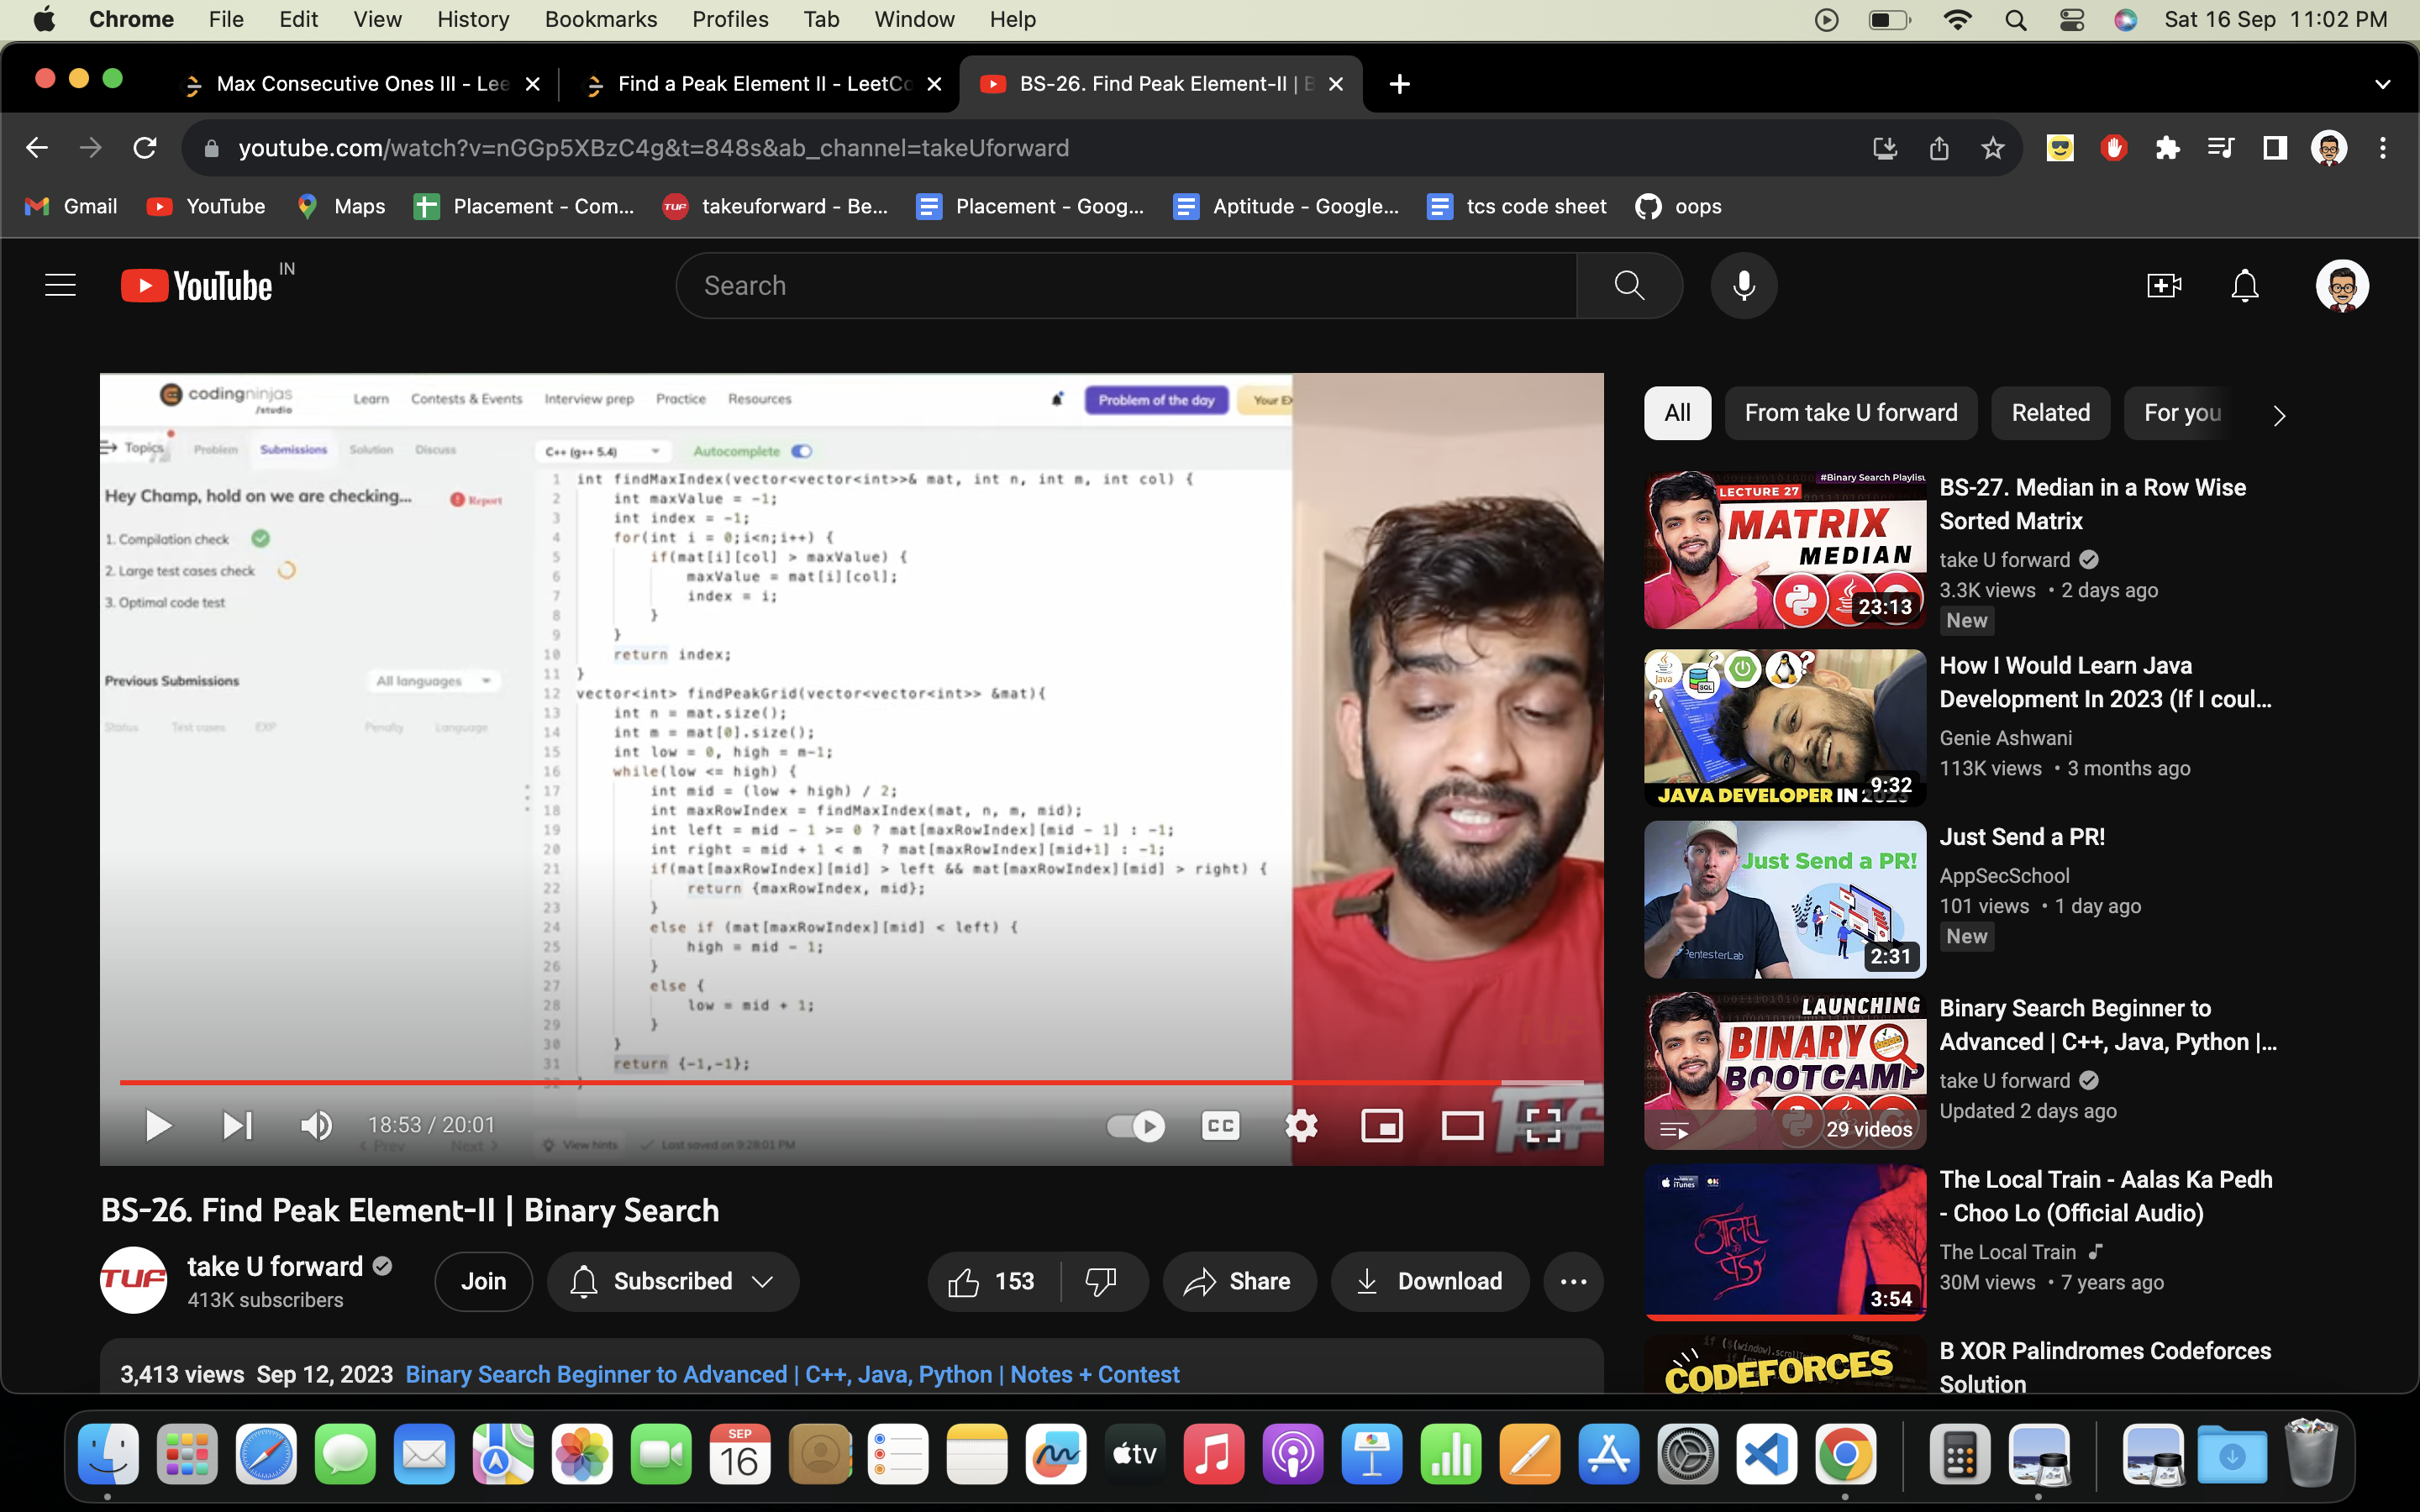 Chrome File Edit View History Bookmarks Profiles Tab Window Help Sat 16 Sep 11:02 PM
Max Consecutive Ones III - Lee
Find a Peak Element II - LeetCo
BS-26. Find Peak Element-II | B
youtube.com/watch?v=nGGp5XBzC4g&t=848s&ab_channel=takeUforward
Gmail YouTube Maps Placement - Com... takeuforward - Be... Placement - Goog... Aptitude - Google... tcs code sheet oops
YouTube IN
Search
codingninjas
/studio
Learn Contests & Events Interview prep Practice Resources Problem of the day Your EX
Topics Problem Submissions Solution Discuss
Hey Champ, hold on we are checking... Report
1. Compilation check
2. Large test cases check
3. Optimal code test
Previous Submissions All languages
Status Test cases EXP Penalty Language
C++ (g++ 5.4) Autocomplete
1 int findMaxIndex(vector<vector<int>>& mat, int n, int m, int col) {
2 int maxValue = -1;
3 int index = -1;
4 for(int i = 0;i<n;i++) {
5 if(mat[i][col] > maxValue) {
6 maxValue = mat[i][col];
7 index = i;
8 }
9 }
10 return index;
11 }
12 vector<int> findPeakGrid(vector<vector<int>> &mat){
13 int n = mat.size();
14 int m = mat[0].size();
15 int low = 0, high = m-1;
16 while(low <= high) {
17 int mid = (low + high) / 2;
18 int maxRowIndex = findMaxIndex(mat, n, m, mid);
19 int left = mid - 1 >= 0 ? mat[maxRowIndex][mid - 1] : -1;
20 int right = mid + 1 < m ? mat[maxRowIndex][mid+1] : -1;
21 if(mat[maxRowIndex][mid] > left && mat[maxRowIndex][mid] > right) {
22 return {maxRowIndex, mid};
23 }
24 else if (mat[maxRowIndex][mid] < left) {
25 high = mid - 1;
26 }
27 else {
28 low = mid + 1;
29 }
30 }
31 return {-1,-1};
32 }
18:53 / 20:01
CC
Prev Next View hints Last saved on 9:28:01 PM
TUF
BS-26. Find Peak Element-II | Binary Search
TUF
take U forward
413K subscribers
Join Subscribed 153 Share Download
3,413 views Sep 12, 2023 Binary Search Beginner to Advanced | C++, Java, Python | Notes + Contest
All From take U forward Related For you
#Binary Search Playlis
LECTURE 27
MATRIX
MEDIAN
23:13
BS-27. Median in a Row Wise
Sorted Matrix
take U forward
3.3K views • 2 days ago
New
Java
SQL
JAVA DEVELOPER IN 2023
9:32
How I Would Learn Java
Development In 2023 (If I coul...
Genie Ashwani
113K views • 3 months ago
Just Send a PR!
PentesterLab
2:31
Just Send a PR!
AppSecSchool
101 views • 1 day ago
New
LAUNCHING
BINARY
BOOTCAMP
29 videos
Binary Search Beginner to
Advanced | C++, Java, Python |...
take U forward
Updated 2 days ago
iTunes
आलस
का
पेड़
3:54
The Local Train - Aalas Ka Pedh
- Choo Lo (Official Audio)
The Local Train
30M views • 7 years ago
CODEFORCES
B XOR Palindromes Codeforces
Solution
SEP
16
tv